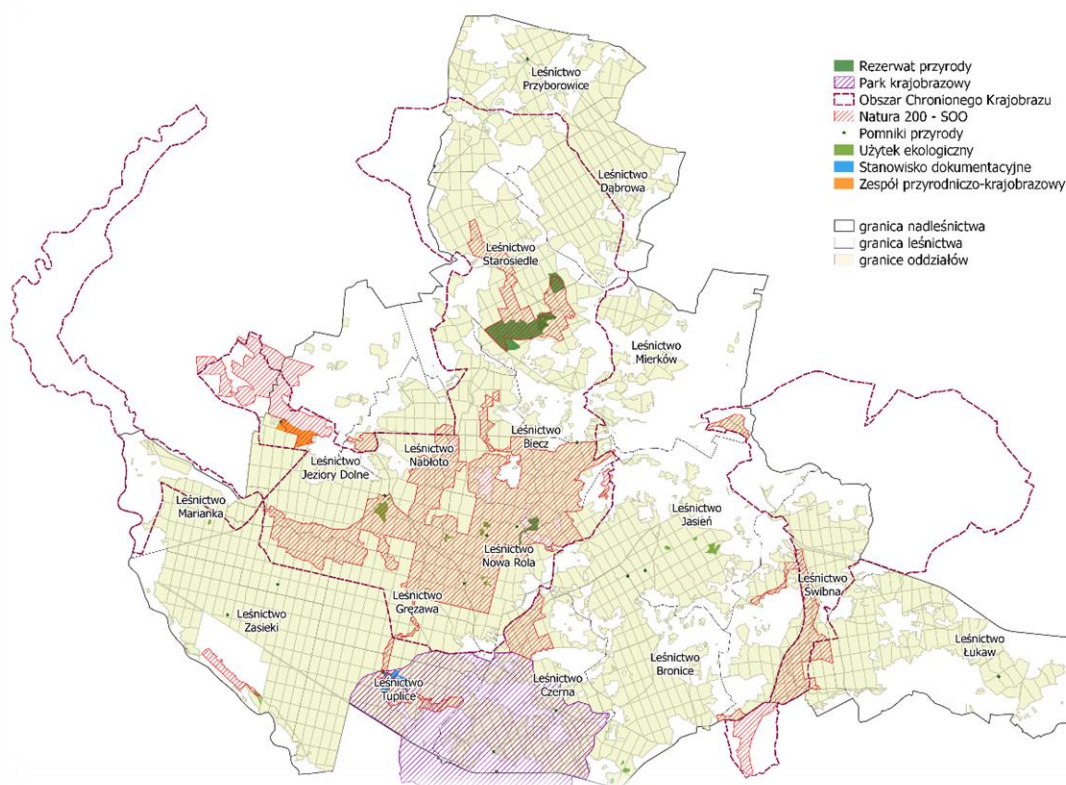 Leśnictwo
Przyborowice
Rezerwat przyrody
Park krajobrazowy
Obszar Chronionego Krajobrazu
Natura 200 - SOO
Pomniki przyrody
Użytek ekologiczny
Stanowisko dokumentacyjne
Zespół przyrodniczo-krajobrazowy
granica nadleśnictwa
granica leśnictwa
granice oddziałów
Leśnictwo
Dąbrowa
Leśnictwo
Starosiedle
Leśnictwo
Mierków
Leśnictwo
Biecz
Leśnictwo
Nabłoto
Leśnictwo
Jeziory Dolne
Leśnictwo
Marianka
Leśnictwo
Jasień
Leśnictwo
Nowa Rola
Leśnictwo
Świbna
Leśnictwo
Gręzawa
Leśnictwo
Zasieki
Leśnictwo
Łukaw
Leśnictwo
Bronice
Leśnictwo
Tuplice
Leśnictwo
Czerna